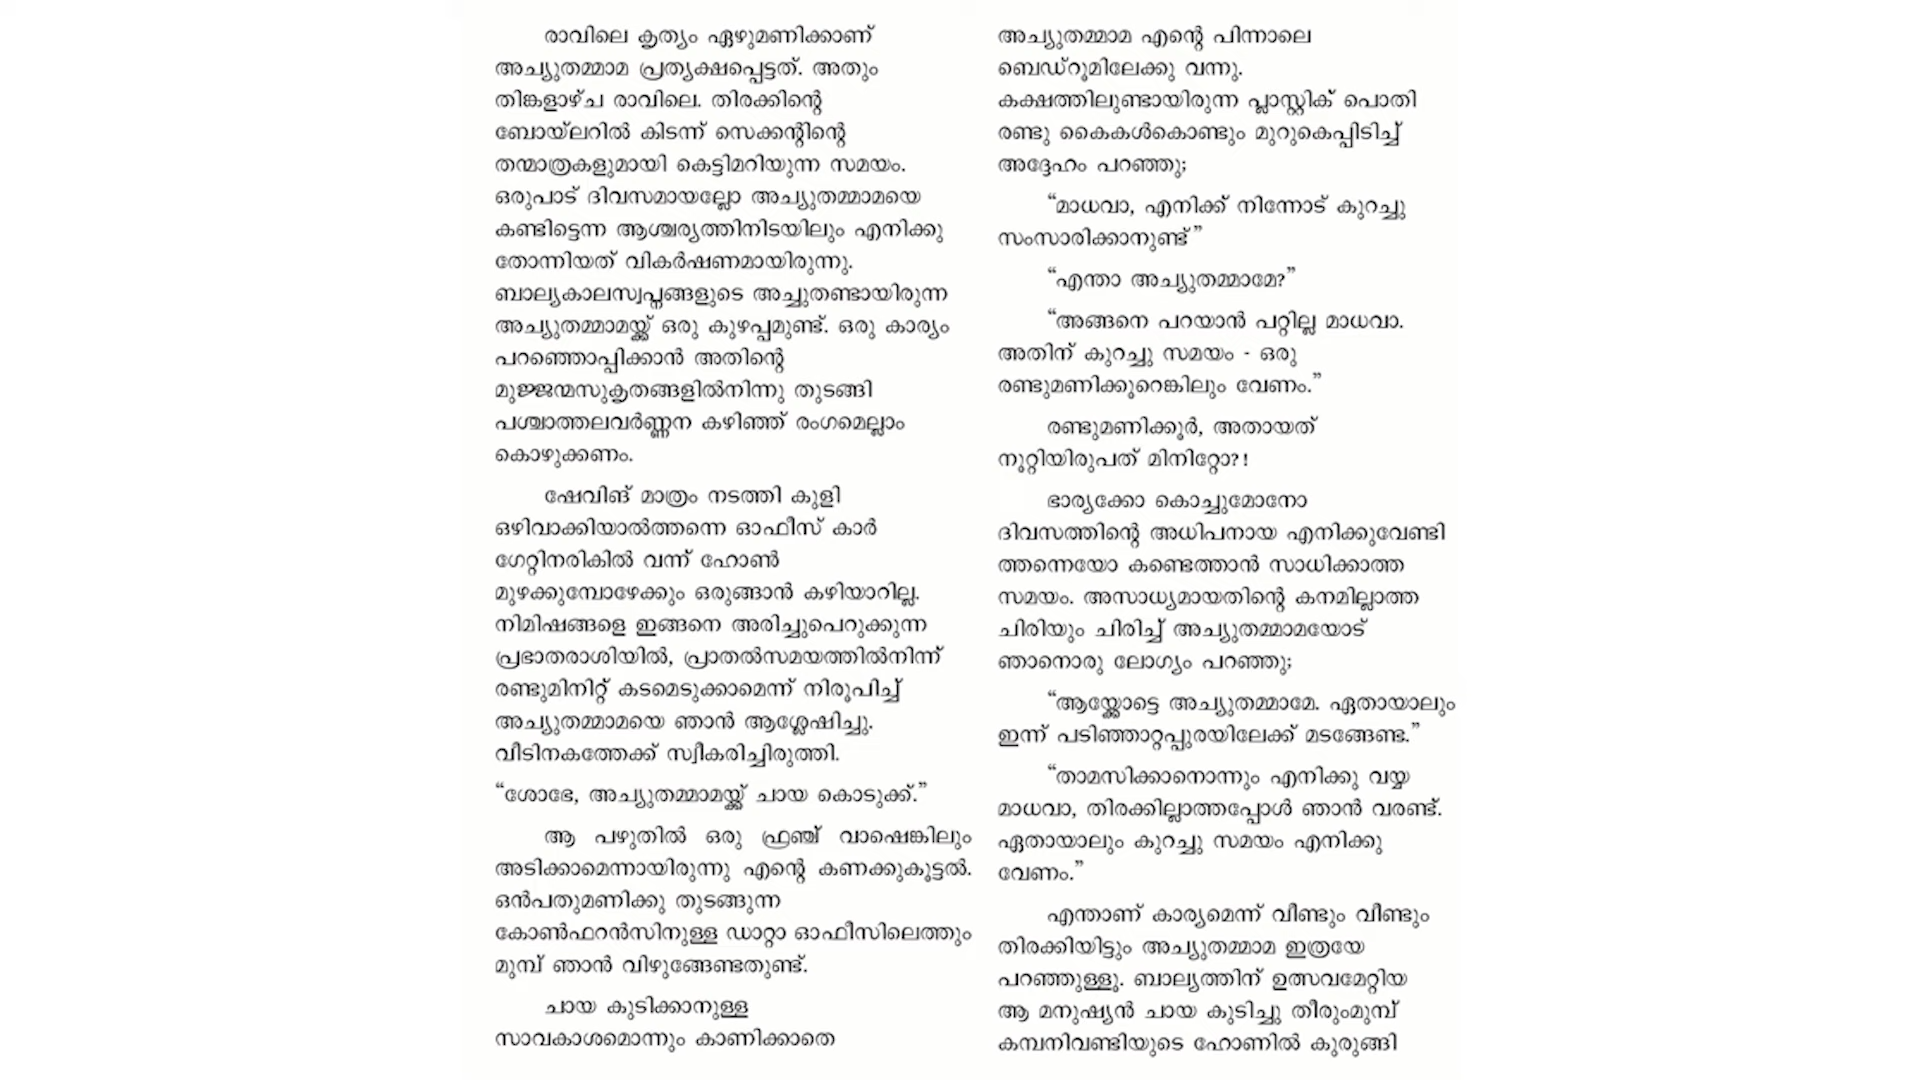 രാവിലെ കൃത്യം ഏഴുമണിക്കാണ്
അച്യുതമ്മാമ പ്രത്യക്ഷപ്പെട്ടത്. അതും
തിങ്കളാഴ്ച രാവിലെ. തിരക്കിന്റെ
ബോയ്‌ലറിൽ കിടന്ന് സെക്കന്റിന്റെ
തന്മാത്രകളുമായി കെട്ടിമറിയുന്ന സമയം.
ഒരുപാട് ദിവസമായല്ലോ അച്യുതമ്മാമയെ
കണ്ടിട്ടെന്ന ആശ്ചര്യത്തിനിടയിലും എനിക്കു
തോന്നിയത് വികർഷണമായിരുന്നു.
ബാല്യകാലസ്വപ്നങ്ങളുടെ അച്ചുതണ്ടായിരുന്ന
അച്യുതമ്മാമയ്ക്ക് ഒരു കുഴപ്പമുണ്ട്. ഒരു കാര്യം
പറഞ്ഞൊപ്പിക്കാൻ അതിന്റെ
മുജ്ജന്മസുകൃതങ്ങളിൽനിന്നു തുടങ്ങി
പശ്ചാത്തലവർണ്ണന കഴിഞ്ഞ് രംഗമെല്ലാം
കൊഴുക്കണം.
ഷേവിങ് മാത്രം നടത്തി കുളി
ഒഴിവാക്കിയാൽത്തന്നെ ഓഫീസ് കാർ
ഗേറ്റിനരികിൽ വന്ന് ഹോൺ
മുഴക്കുമ്പോഴേക്കും ഒരുങ്ങാൻ കഴിയാറില്ല.
നിമിഷങ്ങളെ ഇങ്ങനെ അരിച്ചുപെറുക്കുന്ന
പ്രഭാതരാശിയിൽ, പ്രാതൽസമയത്തിൽനിന്ന്
രണ്ടുമിനിറ്റ് കടമെടുക്കാമെന്ന് നിരൂപിച്ച്
അച്യുതമ്മാമയെ ഞാൻ ആശ്ലേഷിച്ചു.
വീടിനകത്തേക്ക് സ്വീകരിച്ചിരുത്തി.
“ശോഭേ, അച്യുതമ്മാമയ്ക്ക് ചായ കൊടുക്ക്.”
ആ പഴുതിൽ ഒരു ഫ്രഞ്ച് വാഷെങ്കിലും
അടിക്കാമെന്നായിരുന്നു എന്റെ കണക്കുകൂട്ടൽ.
ഒൻപതുമണിക്കു തുടങ്ങുന്ന
കോൺഫറൻസിനുള്ള ഡാറ്റാ ഓഫീസിലെത്തും
മുമ്പ് ഞാൻ വിഴുങ്ങേണ്ടതുണ്ട്.
ചായ കുടിക്കാനുള്ള
സാവകാശമൊന്നും കാണിക്കാതെ
അച്യുതമ്മാമ എന്റെ പിന്നാലെ
ബെഡ്റൂമിലേക്കു വന്നു.
കക്ഷത്തിലുണ്ടായിരുന്ന പ്ലാസ്റ്റിക് പൊതി
രണ്ടു കൈകൾകൊണ്ടും മുറുകെപ്പിടിച്ച്
അദ്ദേഹം പറഞ്ഞു;
“മാധവാ, എനിക്ക് നിന്നോട് കുറച്ചു
സംസാരിക്കാനുണ്ട്”
“എന്താ അച്യുതമ്മാമേ?”
“അങ്ങനെ പറയാൻ പറ്റില്ല മാധവാ.
അതിന് കുറച്ചു സമയം - ഒരു
രണ്ടുമണിക്കൂറെങ്കിലും വേണം.”
രണ്ടുമണിക്കൂർ, അതായത്
നൂറ്റിയിരുപത് മിനിറ്റോ?!
ഭാര്യക്കോ കൊച്ചുമോനോ
ദിവസത്തിന്റെ അധിപനായ എനിക്കുവേണ്ടി
ത്തന്നെയോ കണ്ടെത്താൻ സാധിക്കാത്ത
സമയം. അസാധ്യമായതിന്റെ കനമില്ലാത്ത
ചിരിയും ചിരിച്ച് അച്യുതമ്മാമയോട്
ഞാനൊരു ലോഗ്യം പറഞ്ഞു;
“ആയ്ക്കോട്ടെ അച്യുതമ്മാമേ. ഏതായാലും
ഇന്ന് പടിഞ്ഞാറ്റപ്പുരയിലേക്ക് മടങ്ങേണ്ട.”
“താമസിക്കാനൊന്നും എനിക്കു വയ്യ
മാധവാ, തിരക്കില്ലാത്തപ്പോൾ ഞാൻ വരണ്ട്.
ഏതായാലും കുറച്ചു സമയം എനിക്കു
വേണം.”
എന്താണ് കാര്യമെന്ന് വീണ്ടും വീണ്ടും
തിരക്കിയിട്ടും അച്യുതമ്മാമ ഇത്രയേ
പറഞ്ഞുള്ളൂ. ബാല്യത്തിന് ഉത്സവമേറ്റിയ
ആ മനുഷ്യൻ ചായ കുടിച്ചു തീരുംമുമ്പ്
കമ്പനിവണ്ടിയുടെ ഹോണിൽ കുരുങ്ങി